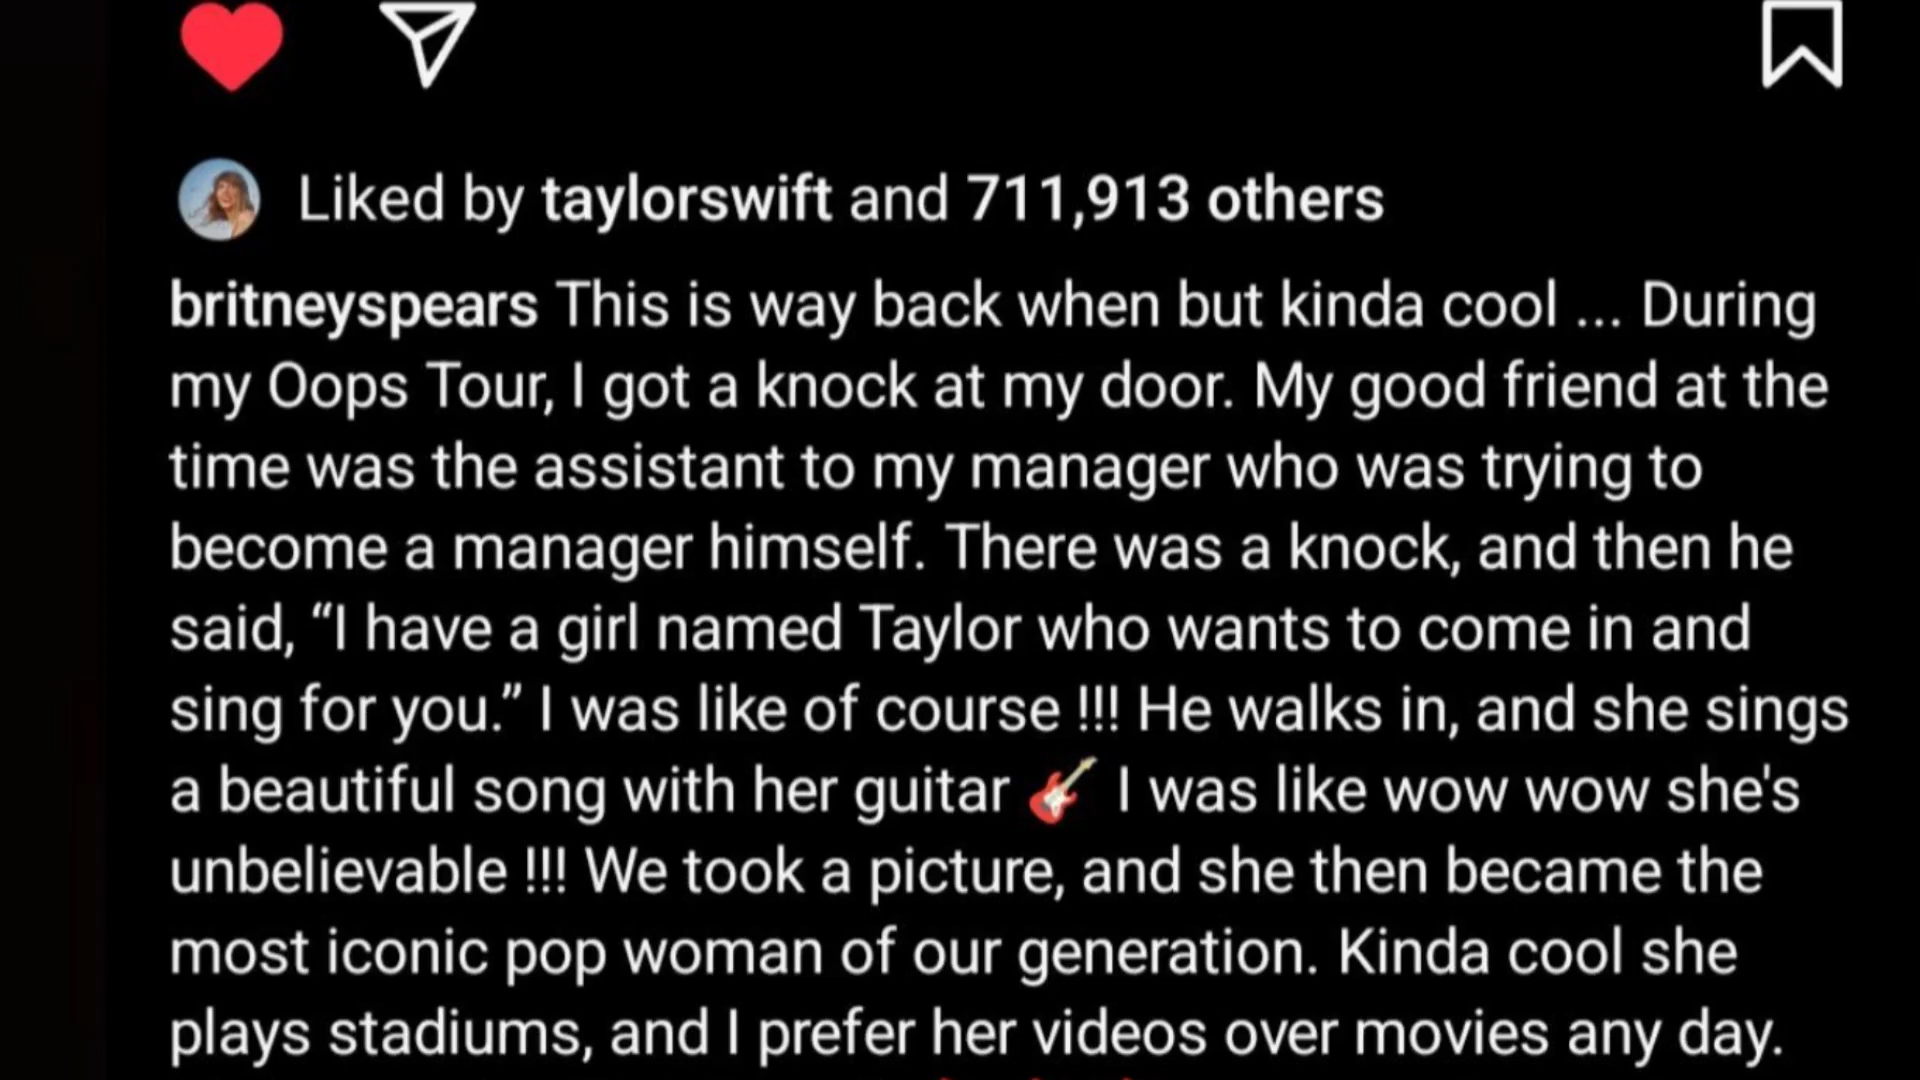 Liked by taylorswift and 711,913 others
britneyspears This is way back when but kinda cool ... During
my Oops Tour, I got a knock at my door. My good friend at the
time was the assistant to my manager who was trying to
become a manager himself. There was a knock, and then he
said, “I have a girl named Taylor who wants to come in and
sing for you.” I was like of course !!! He walks in, and she sings
a beautiful song with her guitar 🎸 I was like wow wow she's
unbelievable !!! We took a picture, and she then became the
most iconic pop woman of our generation. Kinda cool she
plays stadiums, and I prefer her videos over movies any day.